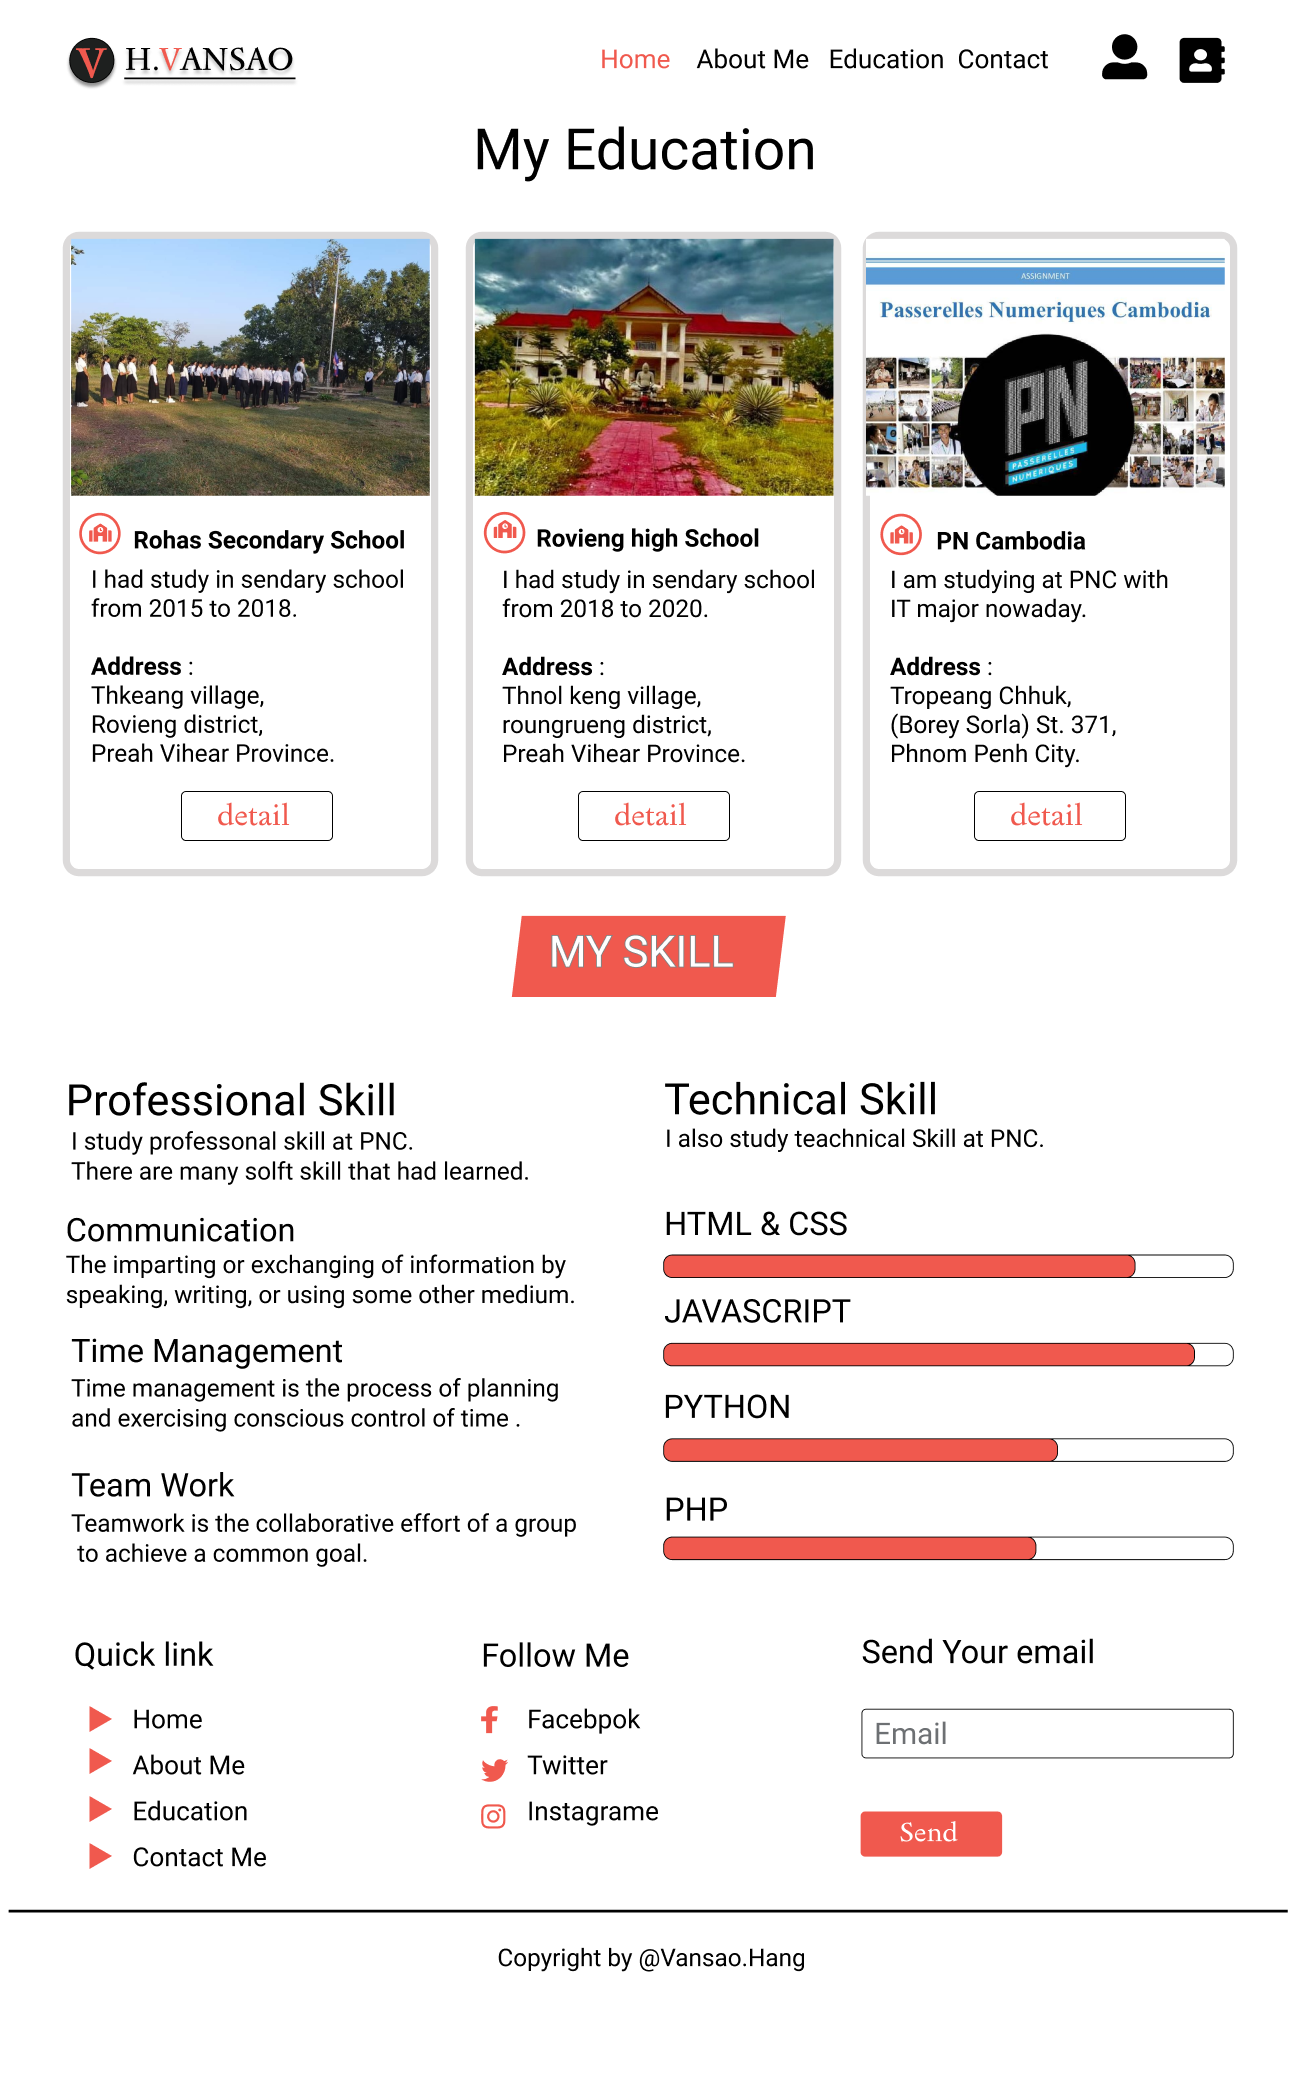 V H.VANSAO
Home About Me Education Contact
My Education
ASSIGNMENT
Passerelles Numeriques Cambodia
PN
PASSERELLES
NUMERIQUES
Rohas Secondary School
I had study in sendary school
from 2015 to 2018.
Address :
Thkeang village,
Rovieng district,
Preah Vihear Province.
detail
Rovieng high School
I had study in sendary school
from 2018 to 2020.
Address :
Thnol keng village,
roungrueng district,
Preah Vihear Province.
detail
PN Cambodia
I am studying at PNC with
IT major nowaday.
Address :
Tropeang Chhuk,
(Borey Sorla) St. 371,
Phnom Penh City.
detail
MY SKILL
Professional Skill
I study professonal skill at PNC.
There are many solft skill that had learned.
Communication
The imparting or exchanging of information by
speaking, writing, or using some other medium.
Time Management
Time management is the process of planning
and exercising conscious control of time .
Team Work
Teamwork is the collaborative effort of a group
to achieve a common goal.
Technical Skill
I also study teachnical Skill at PNC.
HTML & CSS
JAVASCRIPT
PYTHON
PHP
Quick link
Home
About Me
Education
Contact Me
Follow Me
Facebpok
Twitter
Instagrame
Send Your email
Email
Send
Copyright by @Vansao.Hang